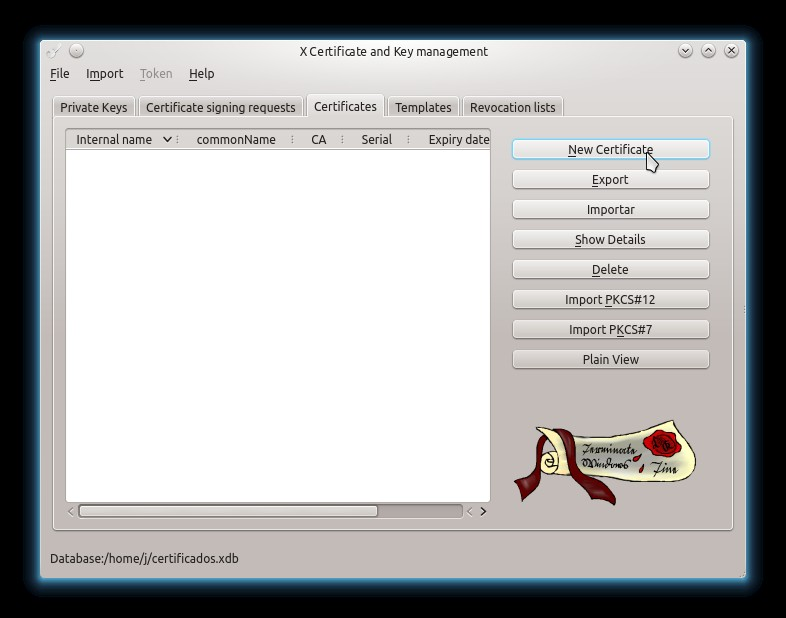 X Certificate and Key management
File Import Token Help
Private Keys Certificate signing requests Certificates Templates Revocation lists
Internal name commonName CA Serial Expiry date
New Certificate
Export
Importar
Show Details
Delete
Import PKCS#12
Import PKCS#7
Plain View
Terminate
Windows Fine
Database:/home/j/certificados.xdb